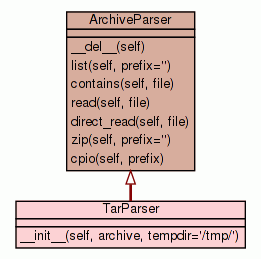 ArchiveParser
__del__(self)
list(self, prefix='')
contains(self, file)
read(self, file)
direct_read(self, file)
zip(self, prefix='')
cpio(self, prefix)
TarParser
__init__(self, archive, tempdir='/tmp/')